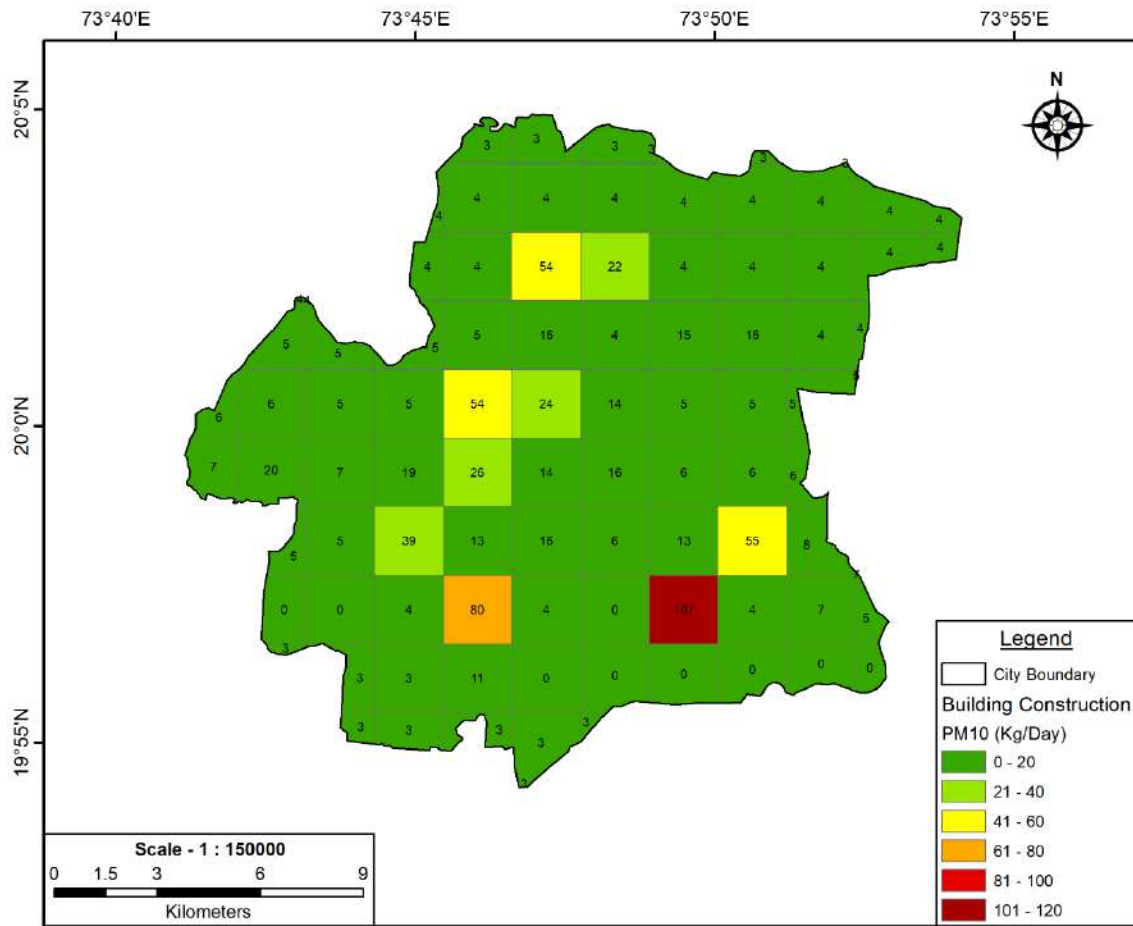 73°40'E 73°45'E 73°50'E 73°55'E
N
20°5'N
20°0'N
19°55'N
3 3 3 3 3 3
4 4 4 4 4 4 4 4 4
4 4 54 22 4 4 4 4 4
5 5 16 4 15 16 4 4
5 5
6 6 5 5 54 24 14 5 5 5
7 20 7 19 26 14 16 6 6 6
5 5 39 13 16 6 13 55 8
0 0 4 80 4 0 4 7 5
3 3 3 11 0 0 0 0 0 0
3 3 3 3 3
3
Legend
City Boundary
Building Construction
PM10 (Kg/Day)
0 - 20
21 - 40
41 - 60
61 - 80
81 - 100
101 - 120
Scale - 1 : 150000
0 1.5 3 6 9
Kilometers